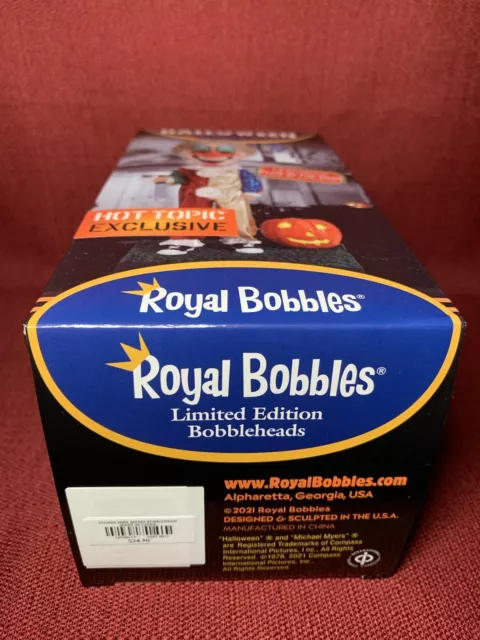 HALLOWEEN
HOT TOPIC
EXCLUSIVE
Royal Bobbles®
Royal Bobbles®
Limited Edition
Bobbleheads
www.RoyalBobbles.com
Alpharetta, Georgia, USA
©2021 Royal Bobbles
DESIGNED & SCULPTED IN THE U.S.A.
MANUFACTURED IN CHINA
"Halloween" ® and "Michael Myers" ®
are Registered Trademarks of Compass
International Pictures, Inc., All Rights
Reserved ©1978, 2021 Compass
International Pictures, Inc.,
All Rights Reserved.
$34.90